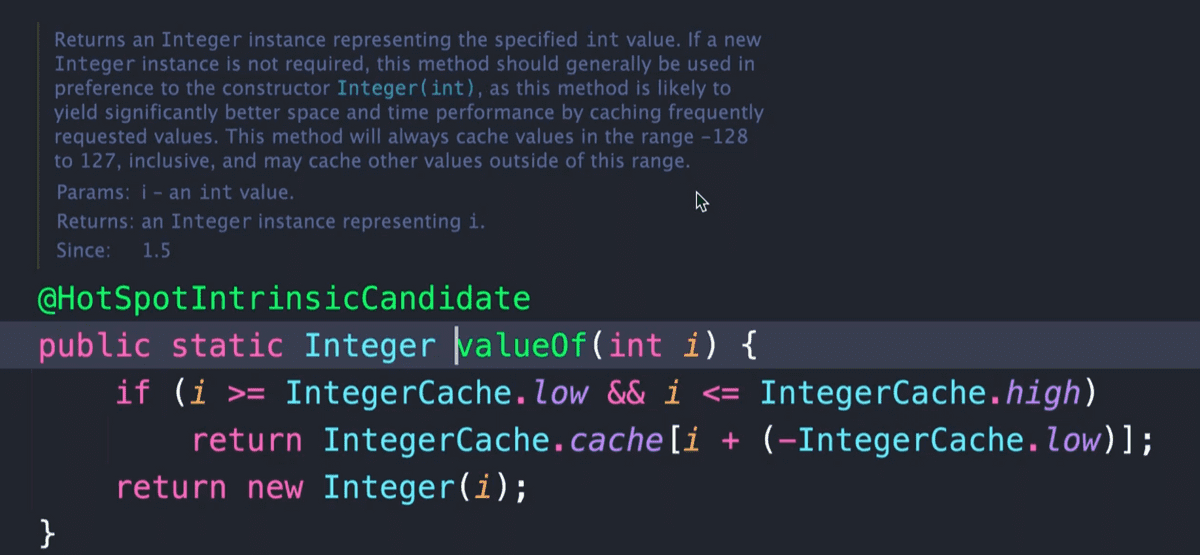 Returns an Integer instance representing the specified int value. If a new
Integer instance is not required, this method should generally be used in
preference to the constructor Integer(int), as this method is likely to
yield significantly better space and time performance by caching frequently
requested values. This method will always cache values in the range -128
to 127, inclusive, and may cache other values outside of this range.
Params: i – an int value.
Returns: an Integer instance representing i.
Since: 1.5
@HotSpotIntrinsicCandidate
public static Integer valueOf(int i) {
    if (i >= IntegerCache.low && i <= IntegerCache.high)
        return IntegerCache.cache[i + (-IntegerCache.low)];
    return new Integer(i);
}